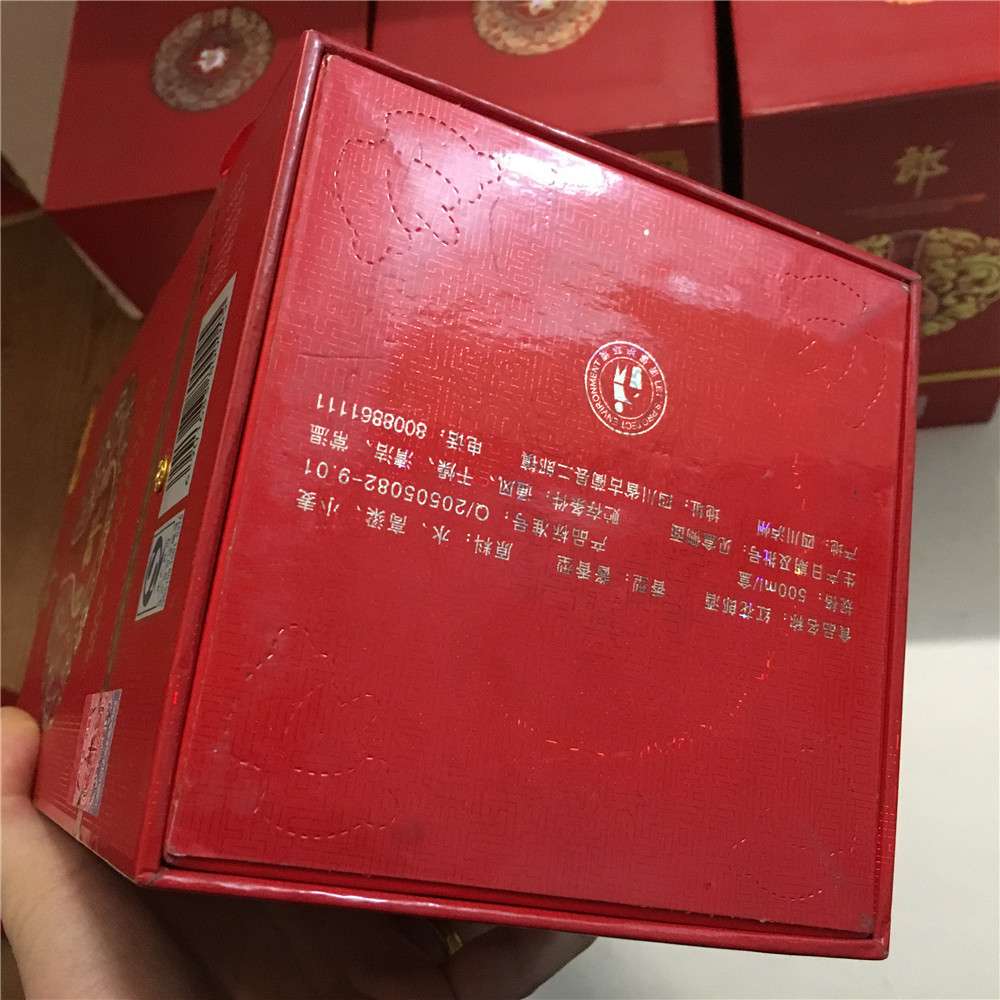 食品名称：红花郎酒
规格：500ml/盒
生产日期及批号：见盒侧面
产地：四川泸州
香型：酱香型
原料：水、高粱、小麦
产品标准号：Q/20505082-9.01
贮存条件：通风、干燥、清洁、常温
地址：四川省古蔺县二郎镇
电话：8008861111
郎